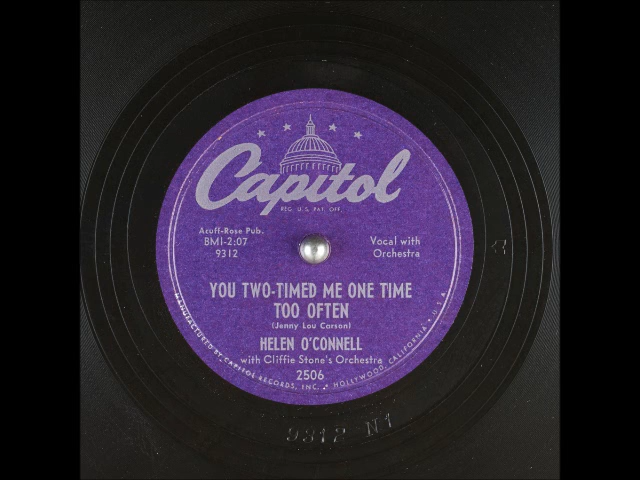 Capitol
REG. U.S. PAT. OFF.
Acuff-Rose Pub.
BMI-2:07
9312
Vocal with
Orchestra
YOU TWO-TIMED ME ONE TIME
TOO OFTEN
(Jenny Lou Carson)
HELEN O'CONNELL
with Cliffie Stone's Orchestra
2506
MANUFACTURED BY CAPITOL RECORDS, INC. HOLLYWOOD, CALIFORNIA - U.S.A.
9312 N1